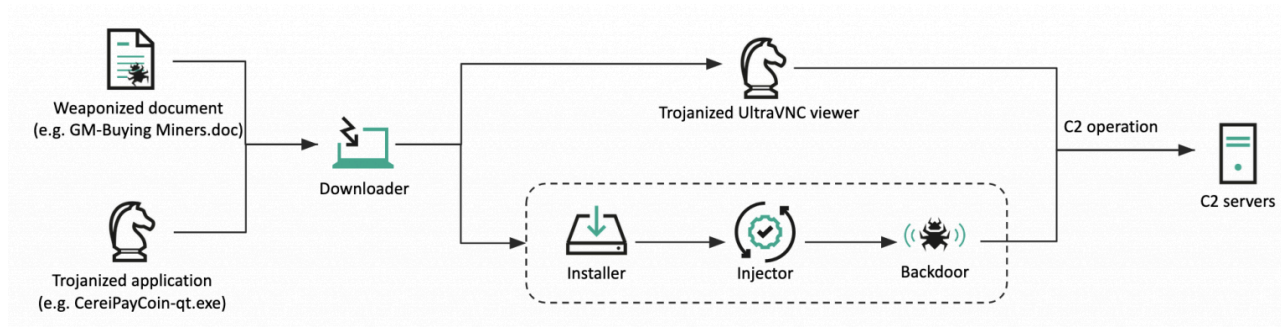 Weaponized document
(e.g. GM-Buying Miners.doc)
Trojanized application
(e.g. CereiPayCoin-qt.exe)
Downloader
Trojanized UltraVNC viewer
Installer
Injector
Backdoor
C2 operation
C2 servers